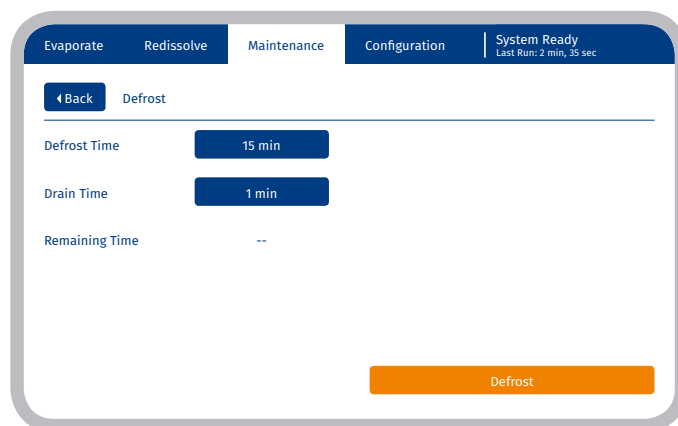 Evaporate Redissolve Maintenance Configuration System Ready
Last Run: 2 min, 35 sec
Back Defrost
Defrost Time 15 min
Drain Time 1 min
Remaining Time --
Defrost